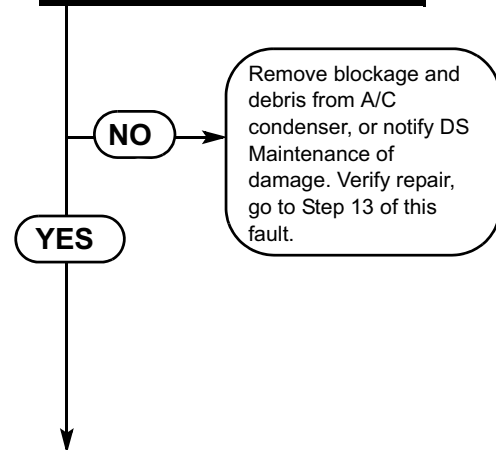 NO
Remove blockage and
debris from A/C
condenser, or notify DS
Maintenance of
damage. Verify repair,
go to Step 13 of this
fault.
YES